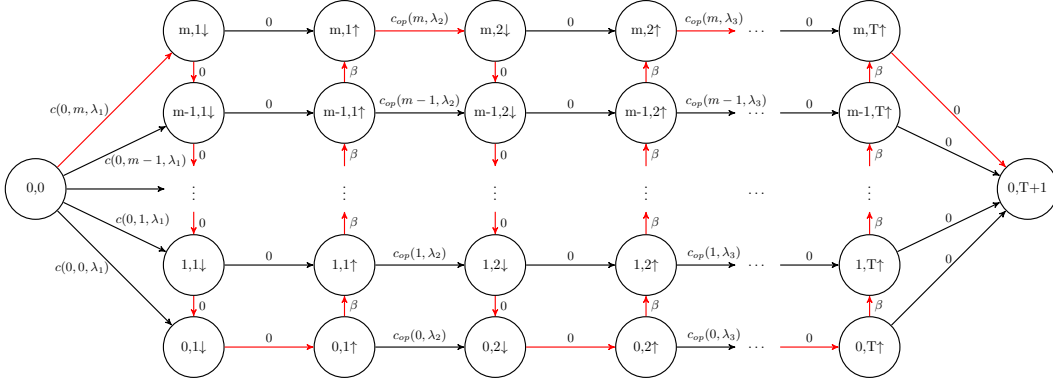 m,1↓ 0 m,1↑ c_op(m, λ_2) m,2↓ 0 m,2↑ c_op(m, λ_3) ... 0 m,T↑
0 β 0 β β
c(0, m, λ_1) 0
m-1,1↓ 0 m-1,1↑ c_op(m − 1, λ_2) m-1,2↓ 0 m-1,2↑ c_op(m − 1, λ_3) ... 0 m-1,T↑
c(0, m − 1, λ_1) 0
0 β 0 β β
0,0 ⋮ ⋮ ⋮ ⋮ ... ⋮ 0,T+1
c(0, 1, λ_1) 0
0 β 0 β β
1,1↓ 0 1,1↑ c_op(1, λ_2) 1,2↓ 0 1,2↑ c_op(1, λ_3) ... 0 1,T↑
c(0, 0, λ_1) 0
0 β 0 β β
0,1↓ 0 0,1↑ c_op(0, λ_2) 0,2↓ 0 0,2↑ c_op(0, λ_3) ... 0 0,T↑